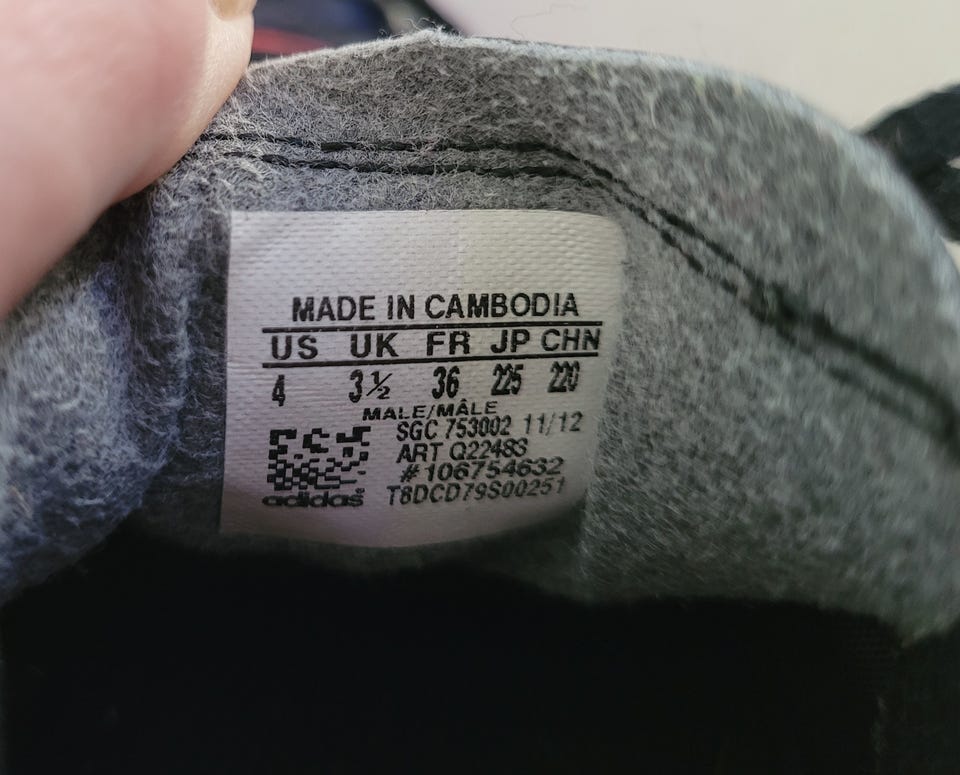 MADE IN CAMBODIA
US UK FR JP CHN
4 3½ 36 225 220
MALE/MÂLE
SGC 753002 11/12
ART Q22483
#106754632
adidas T8DCD79S00251